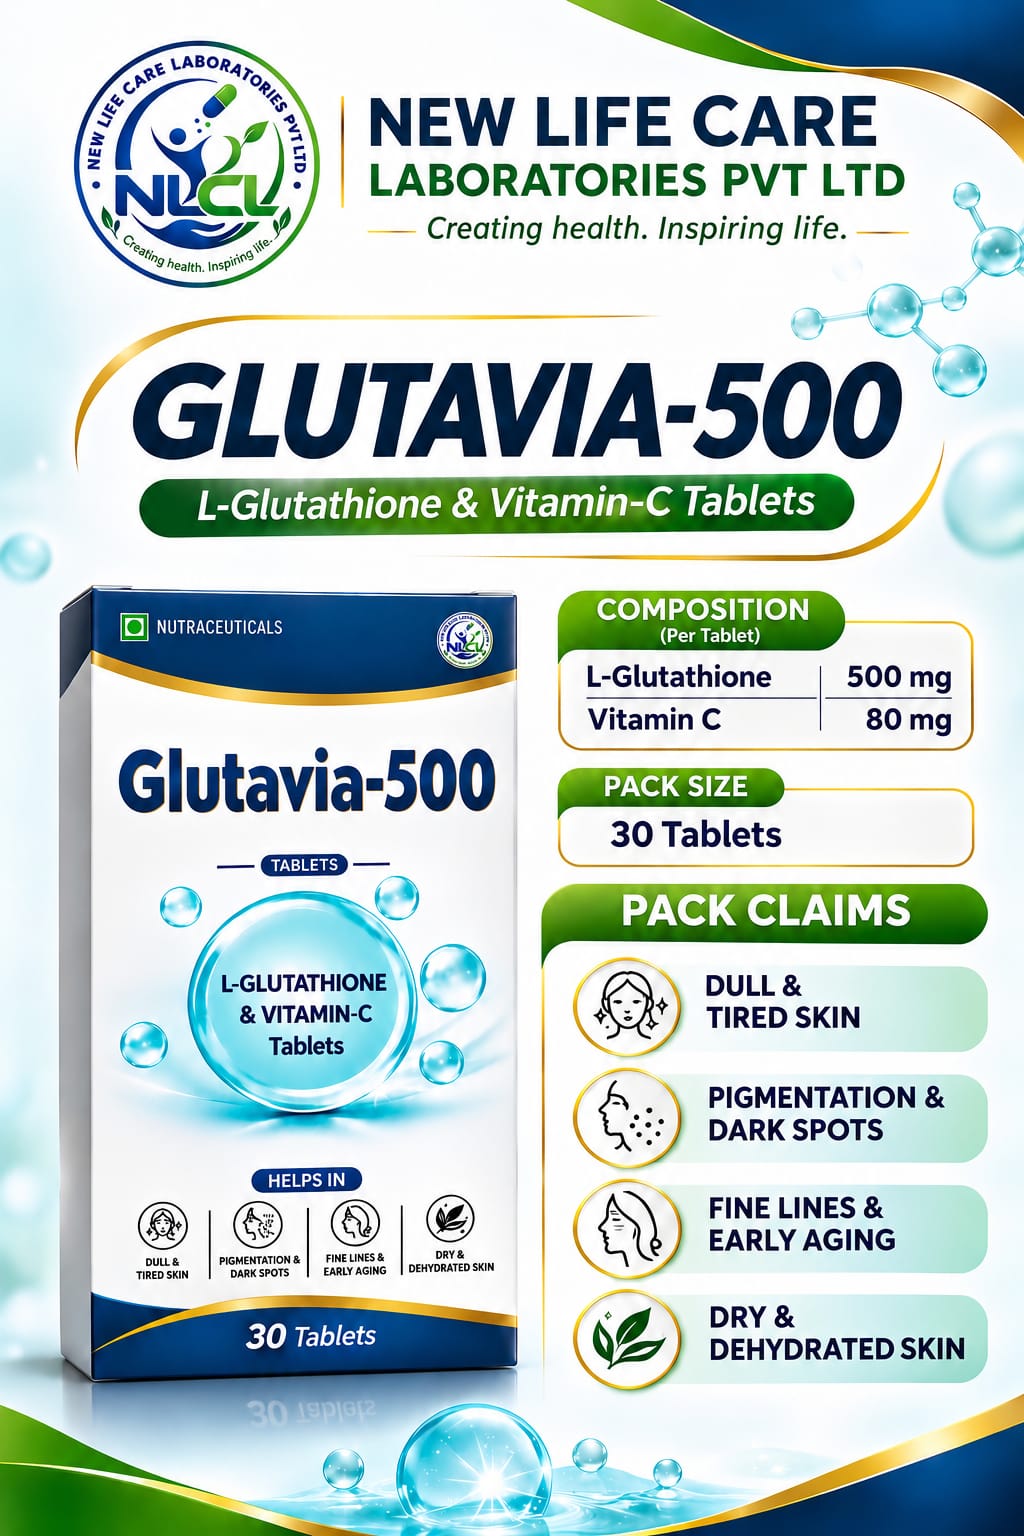 NEW LIFE CARE LABORATORIES PVT LTD
NLCL
Creating health. Inspiring life.
NEW LIFE CARE
LABORATORIES PVT LTD
Creating health. Inspiring life.
GLUTAVIA-500
L-Glutathione & Vitamin-C Tablets
NUTRACEUTICALS
NLCL
Glutavia-500
TABLETS
L-GLUTATHIONE
& VITAMIN-C
Tablets
HELPS IN
DULL &
TIRED SKIN
PIGMENTATION &
DARK SPOTS
FINE LINES &
EARLY AGING
DRY &
DEHYDRATED SKIN
30 Tablets
30 Tablets
COMPOSITION
(Per Tablet)
L-Glutathione 500 mg
Vitamin C 80 mg
PACK SIZE
30 Tablets
PACK CLAIMS
DULL &
TIRED SKIN
PIGMENTATION &
DARK SPOTS
FINE LINES &
EARLY AGING
DRY &
DEHYDRATED SKIN